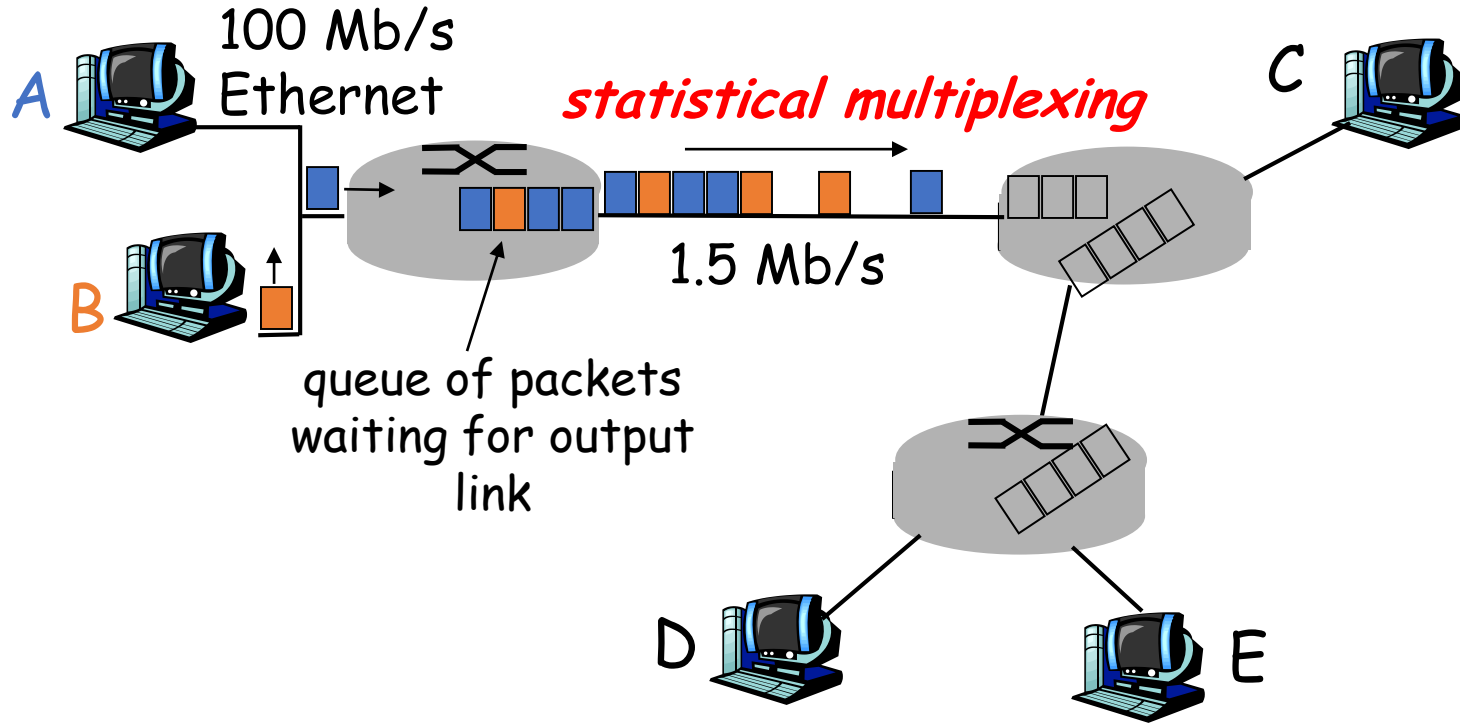 100 Mb/s
Ethernet
A
statistical multiplexing
C
B
1.5 Mb/s
queue of packets
waiting for output
link
D
E